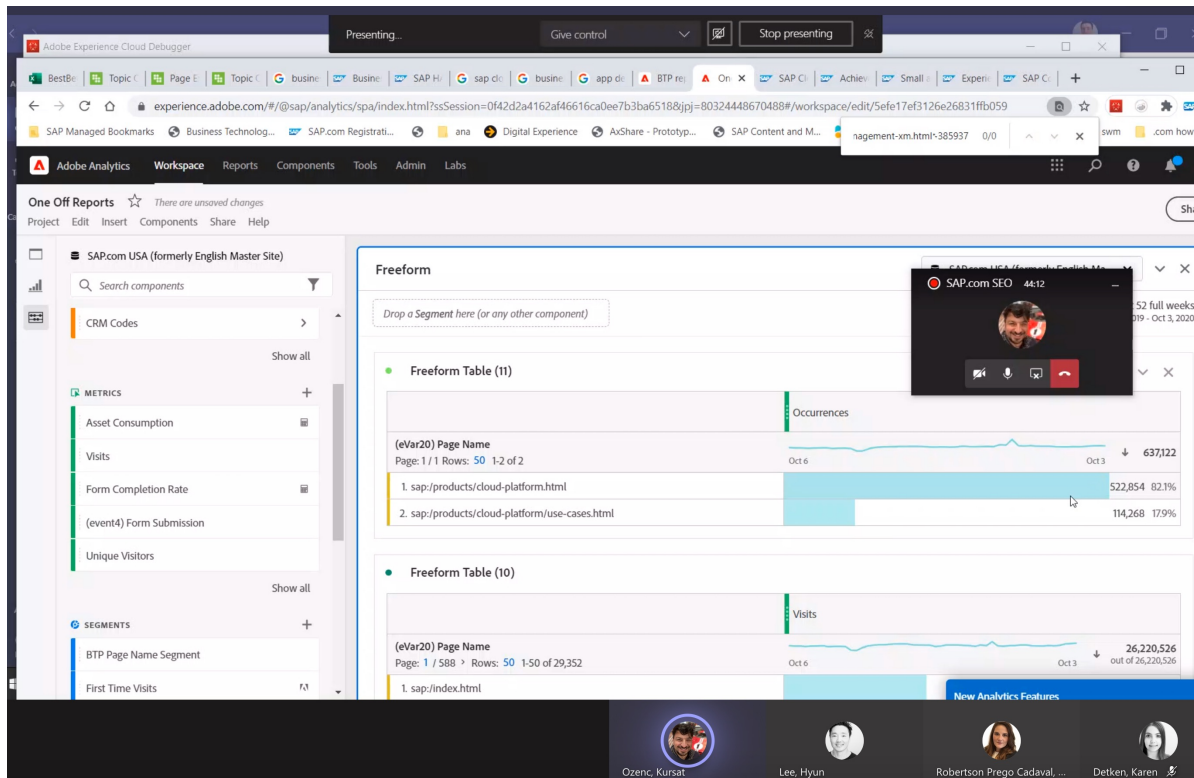 Presenting...
Give control
Stop presenting
Adobe Experience Cloud Debugger
BestBe
Topic C
Page E
Topic C
busine
Busine
SAP Ha
sap clo
busine
app de
BTP rep
On
SAP Cl
Achiev
Small a
Experi
SAP Co
experience.adobe.com/#/@sap/analytics/spa/index.html?ssSession=0f42d2a4162af46616ca0ee7b3ba6518&jpj=80324448670488#/workspace/edit/5efe17ef3126e26831ffb059
SAP Managed Bookmarks
Business Technolog...
SAP.com Registrati...
ana
Digital Experience
AxShare - Prototyp...
SAP Content and M...
nagement-xm.html
385937 0/0
swm
.com how
Adobe Analytics
Workspace
Reports
Components
Tools
Admin
Labs
One Off Reports
There are unsaved changes
Project
Edit
Insert
Components
Share
Help
Sha
SAP.com USA (formerly English Master Site)
Search components
CRM Codes
Show all
METRICS
Asset Consumption
Visits
Form Completion Rate
(event4) Form Submission
Unique Visitors
Show all
SEGMENTS
BTP Page Name Segment
First Time Visits
Freeform
SAP.com USA (formerly English Ma
Drop a Segment here (or any other component)
52 full weeks
019 - Oct 3, 2020
SAP.com SEO 44:12
Freeform Table (11)
Occurrences
(eVar20) Page Name
Page: 1 / 1 Rows: 50 1-2 of 2
Oct 6
Oct 3
637,122
1. sap:/products/cloud-platform.html
522,854 82.1%
2. sap:/products/cloud-platform/use-cases.html
114,268 17.9%
Freeform Table (10)
Visits
(eVar20) Page Name
Page: 1 / 588 > Rows: 50 1-50 of 29,352
Oct 6
Oct 3
26,220,526
out of 26,220,526
1. sap:/index.html
New Analytics Features
Ozenc, Kursat
Lee, Hyun
Robertson Prego Cadaval, ...
Detken, Karen